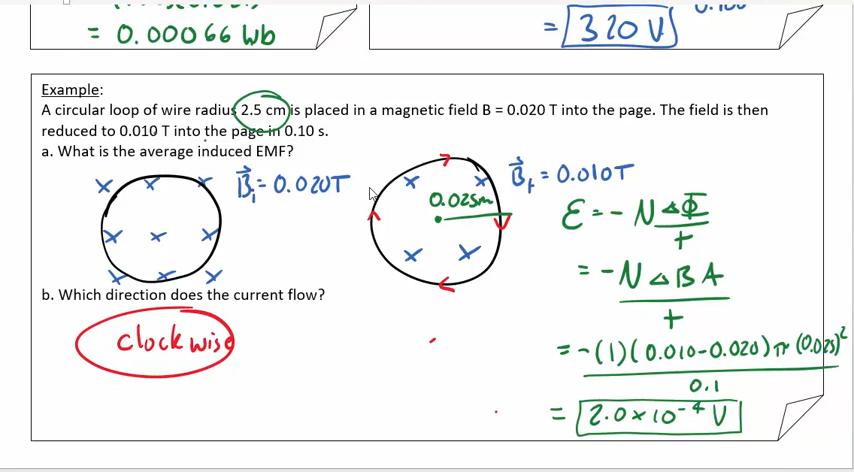 = 0.00066 Wb
= 320 V
Example:
A circular loop of wire radius 2.5 cm is placed in a magnetic field B = 0.020 T into the page. The field is then
reduced to 0.010 T into the page in 0.10 s.
a. What is the average induced EMF?
B⃗ᵢ = 0.020T
B⃗f = 0.010T
0.025m
ℰ = - N ΔΦ
t
= - N Δ B A
t
b. Which direction does the current flow?
clockwise
= -(1)(0.010-0.020) π (0.025)²
0.1
= 2.0 × 10⁻⁴ V